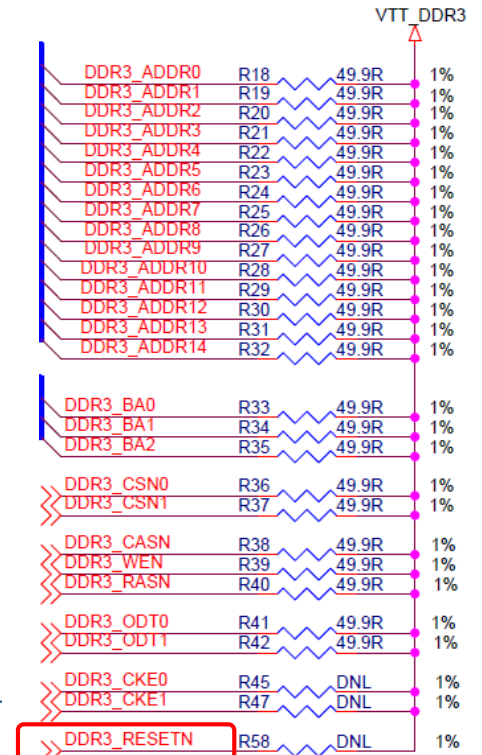 VTT_DDR3
DDR3_ADDR0 R18 49.9R 1%
DDR3_ADDR1 R19 49.9R 1%
DDR3_ADDR2 R20 49.9R 1%
DDR3_ADDR3 R21 49.9R 1%
DDR3_ADDR4 R22 49.9R 1%
DDR3_ADDR5 R23 49.9R 1%
DDR3_ADDR6 R24 49.9R 1%
DDR3_ADDR7 R25 49.9R 1%
DDR3_ADDR8 R26 49.9R 1%
DDR3_ADDR9 R27 49.9R 1%
DDR3_ADDR10 R28 49.9R 1%
DDR3_ADDR11 R29 49.9R 1%
DDR3_ADDR12 R30 49.9R 1%
DDR3_ADDR13 R31 49.9R 1%
DDR3_ADDR14 R32 49.9R 1%
DDR3_BA0 R33 49.9R 1%
DDR3_BA1 R34 49.9R 1%
DDR3_BA2 R35 49.9R 1%
DDR3_CSN0 R36 49.9R 1%
DDR3_CSN1 R37 49.9R 1%
DDR3_CASN R38 49.9R 1%
DDR3_WEN R39 49.9R 1%
DDR3_RASN R40 49.9R 1%
DDR3_ODT0 R41 49.9R 1%
DDR3_ODT1 R42 49.9R 1%
DDR3_CKE0 R45 DNL 1%
DDR3_CKE1 R47 DNL 1%
DDR3_RESETN R58 DNL 1%